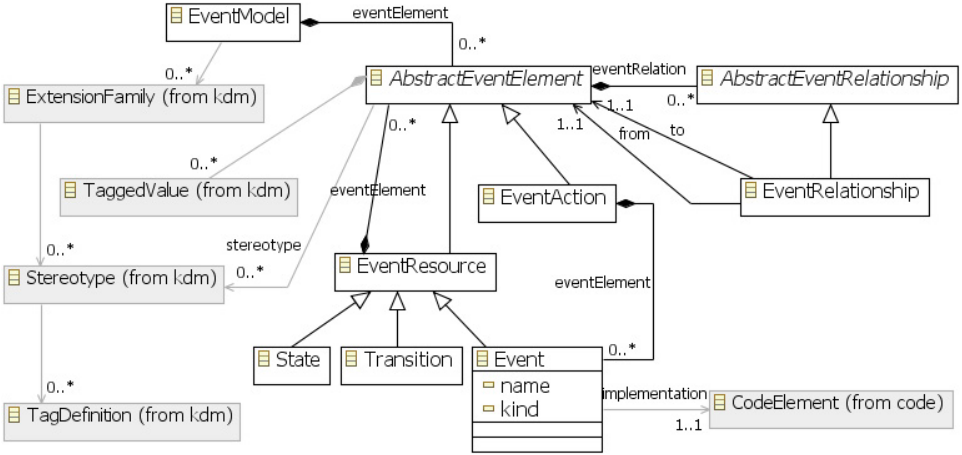 EventModel
eventElement
0..*
0..*
AbstractEventElement
eventRelation
AbstractEventRelationship
ExtensionFamily (from kdm)
0..*
1..1
0..*
1..1
from
to
0..*
TaggedValue (from kdm)
eventElement
EventAction
EventRelationship
stereotype
0..*
0..*
Stereotype (from kdm)
EventResource
eventElement
State
Transition
Event
0..*
name
kind
0..*
TagDefinition (from kdm)
implementation
1..1
CodeElement (from code)